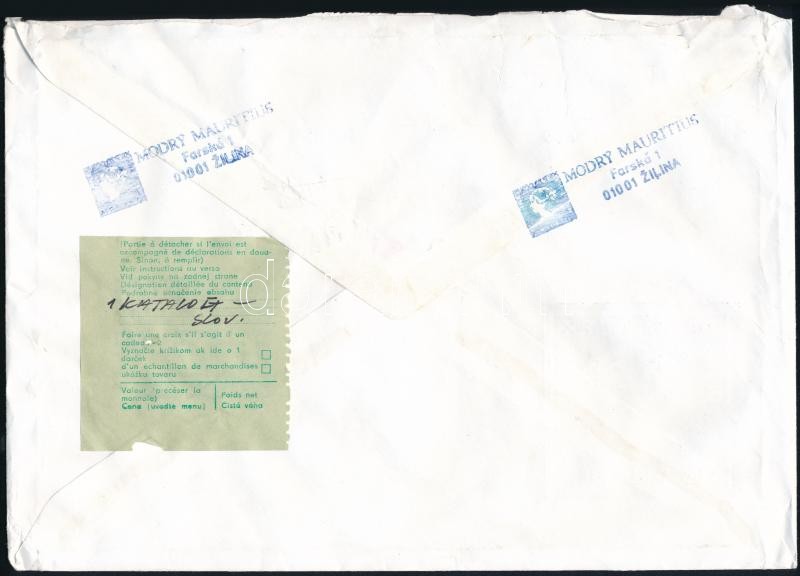 MODRÝ MAURITIUS
Farská 1
010 01 ŽILINA
MODRÝ MAURITIUS
Farská 1
010 01 ŽILINA
(Partie à détacher si l'envoi est
accompagné de déclarations en doua-
ne. Sinon, à remplir)
Voir instructions au verso
Viď pokyny na zadnej strane
Désignation détaillée du contenu
Podrobné označenie obsahu
1 KATALOG –
SLOV.
Faire une croix s'il s'agit d'un
cadeau
Vyznačte krížikom ak ide o 1
darček
d'un échantillon de marchandises
ukážka tovaru
Valeur (précéser la
monnaie)
Cena (uveďte menu)
Poids net
Čistá váha